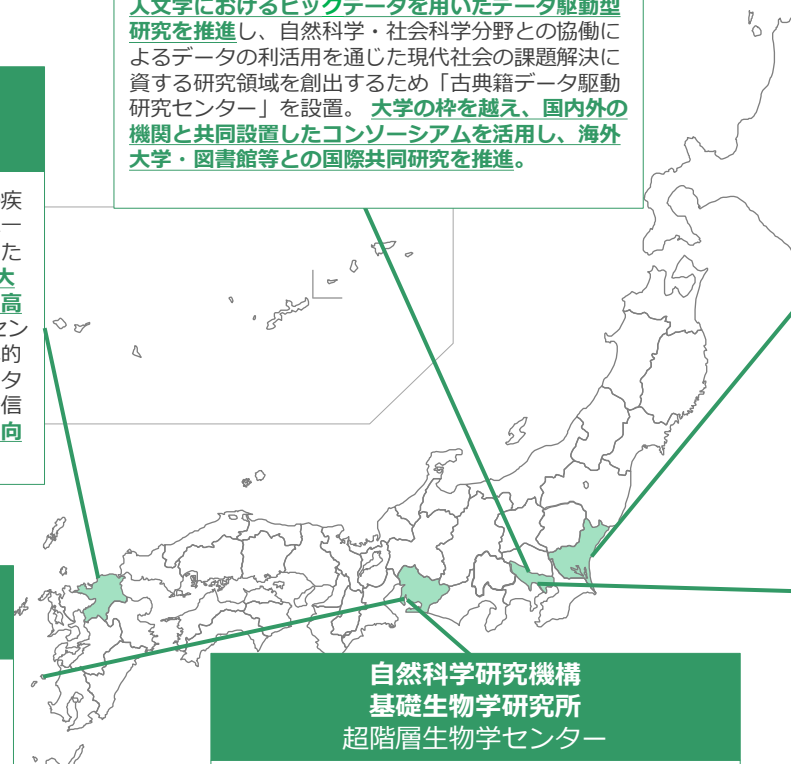 人文学におけるビッグデータを用いたデータ駆動型
研究を推進し、自然科学・社会科学分野との協働に
よるデータの利活用を通じた現代社会の課題解決に
資する研究領域を創出するため「古典籍データ駆動
研究センター」を設置。 大学の枠を越え、国内外の
機関と共同設置したコンソーシアムを活用し、海外
大学・図書館等との国際共同研究を推進。
疾
ー
た
大
高
セン
的
タ
信
向
自然科学研究機構
基礎生物学研究所
超階層生物学センター